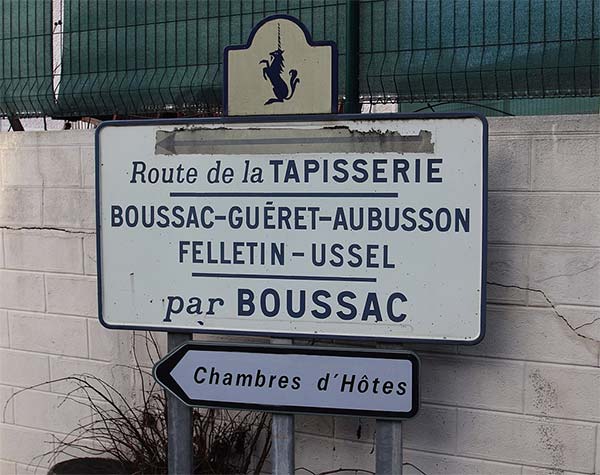 Route de la TAPISSERIE
BOUSSAC-GUÉRET-AUBUSSON
FELLETIN-USSEL
par BOUSSAC
Chambres d'Hôtes